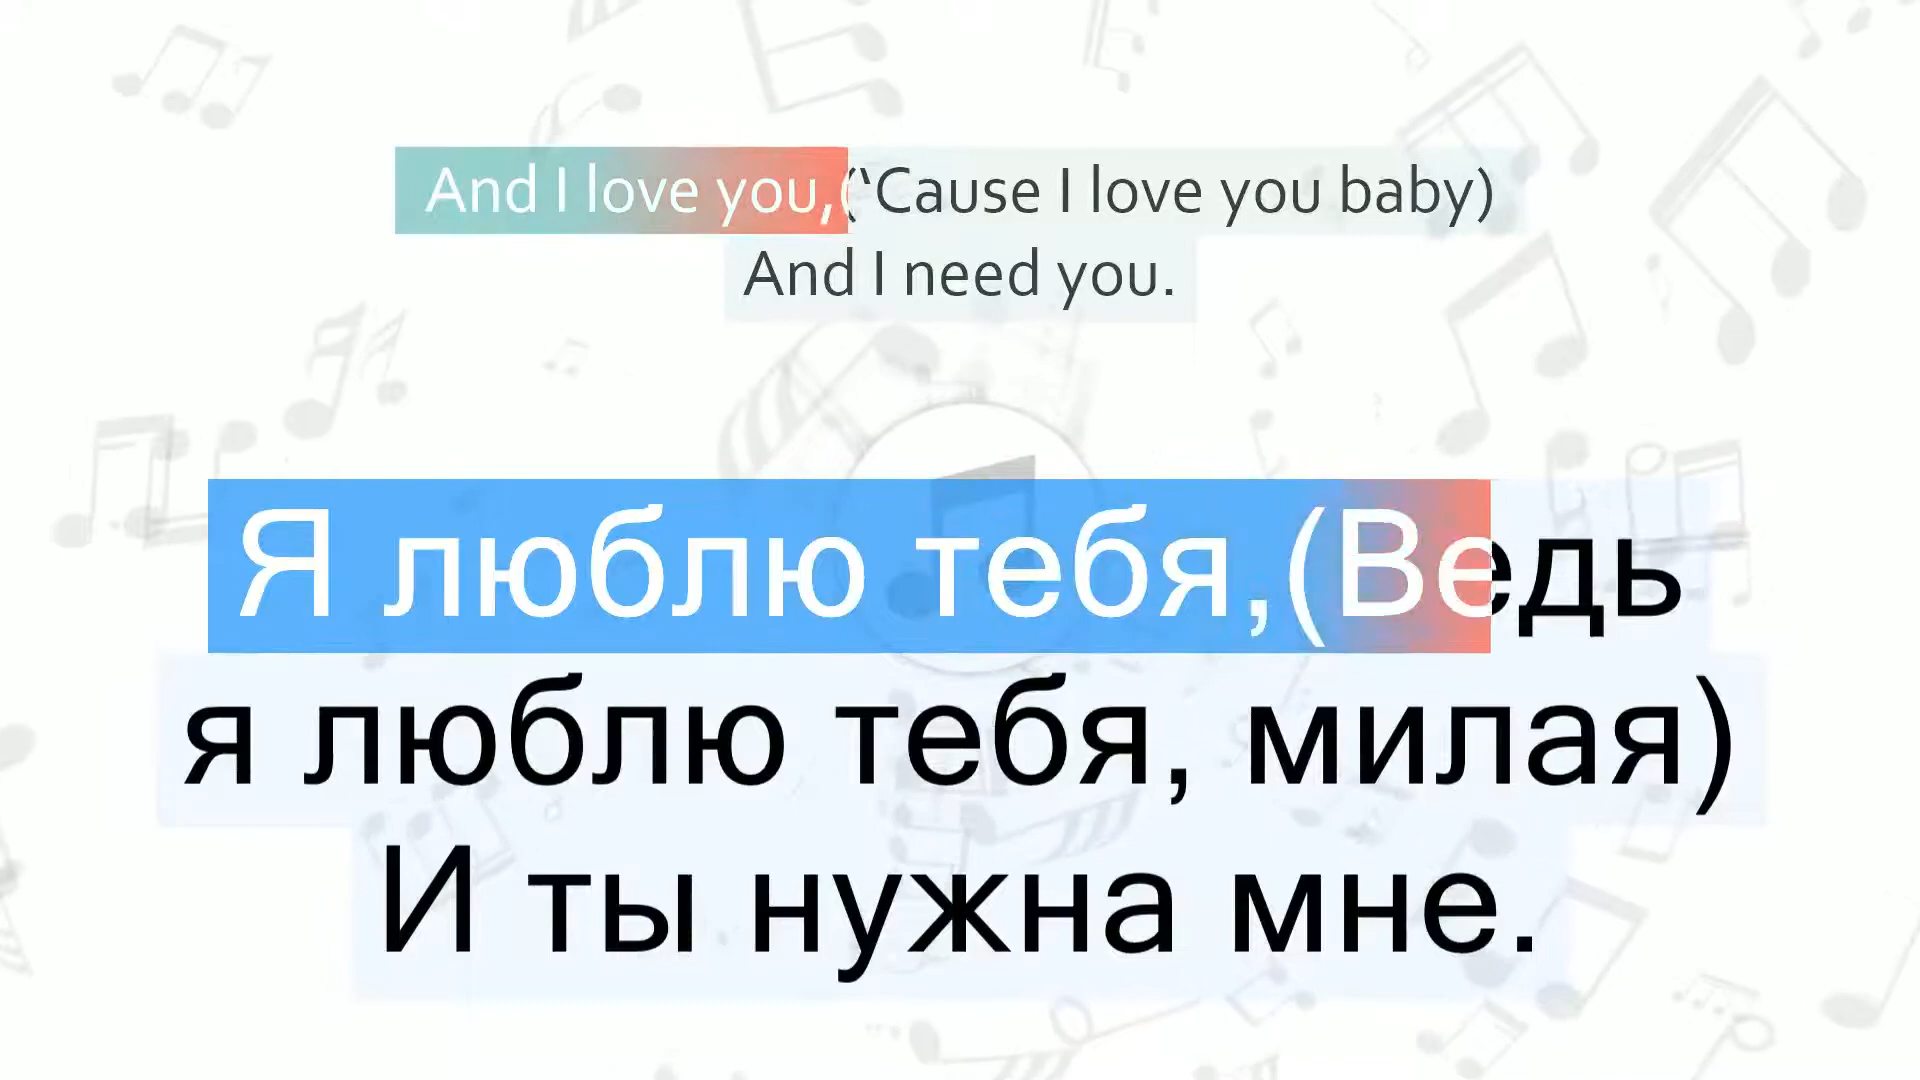 And I love you,(‘Cause I love you baby)
And I need you.
Я люблю тебя,(Ведь
я люблю тебя, милая)
И ты нужна мне.